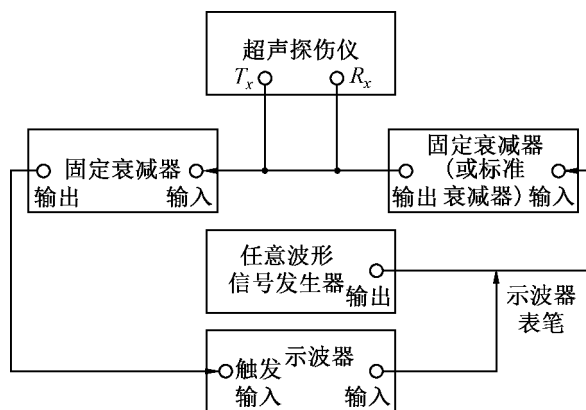 超声探伤仪
Tx
Rx
固定衰减器
输出
输入
固定衰减器
(或标准
衰减器)
输出
输入
任意波形
信号发生器
输出
示波器
表笔
示波器
触发
输入
输入